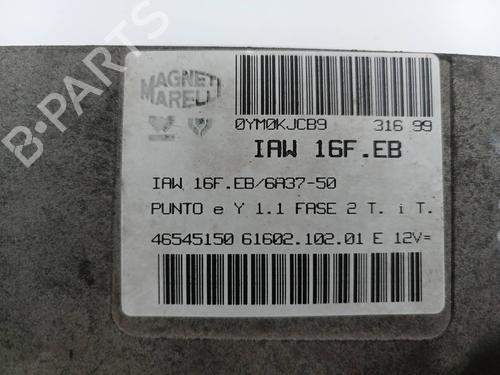 MAGNETI
MARELLI
0YM0KJCB9 316 99
IAW 16F.EB
IAW 16F.EB/6A37-50
PUNTO e Y 1.1 FASE 2 T. i T.
46545150 61602.102.01 E 12V=
B-PARTS